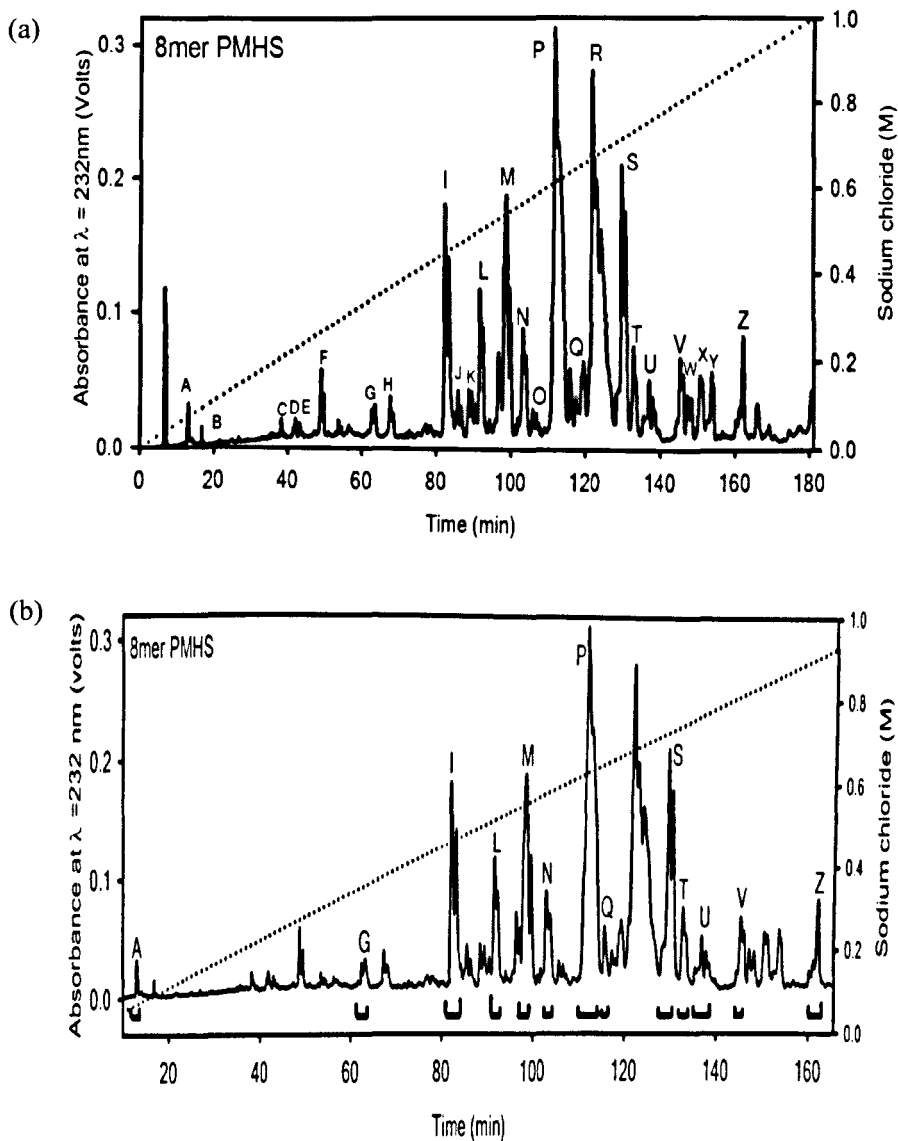 (a)
8mer PMHS
Absorbance at λ = 232nm (Volts)
0.3
0.2
0.1
0.0
Sodium chloride (M)
1.0
0.8
0.6
0.4
0.2
0.0
A B C D E F G H I J K L M N O P Q R S T U V W X Y Z
0 20 40 60 80 100 120 140 160 180
Time (min)
(b)
8mer PMHS
Absorbance at λ =232 nm (volts)
0.3
0.2
0.1
0.0
Sodium chloride (M)
1.0
0.8
0.6
0.4
0.2
0.0
A G I L M N P Q S T U V Z
20 40 60 80 100 120 140 160
Time (min)